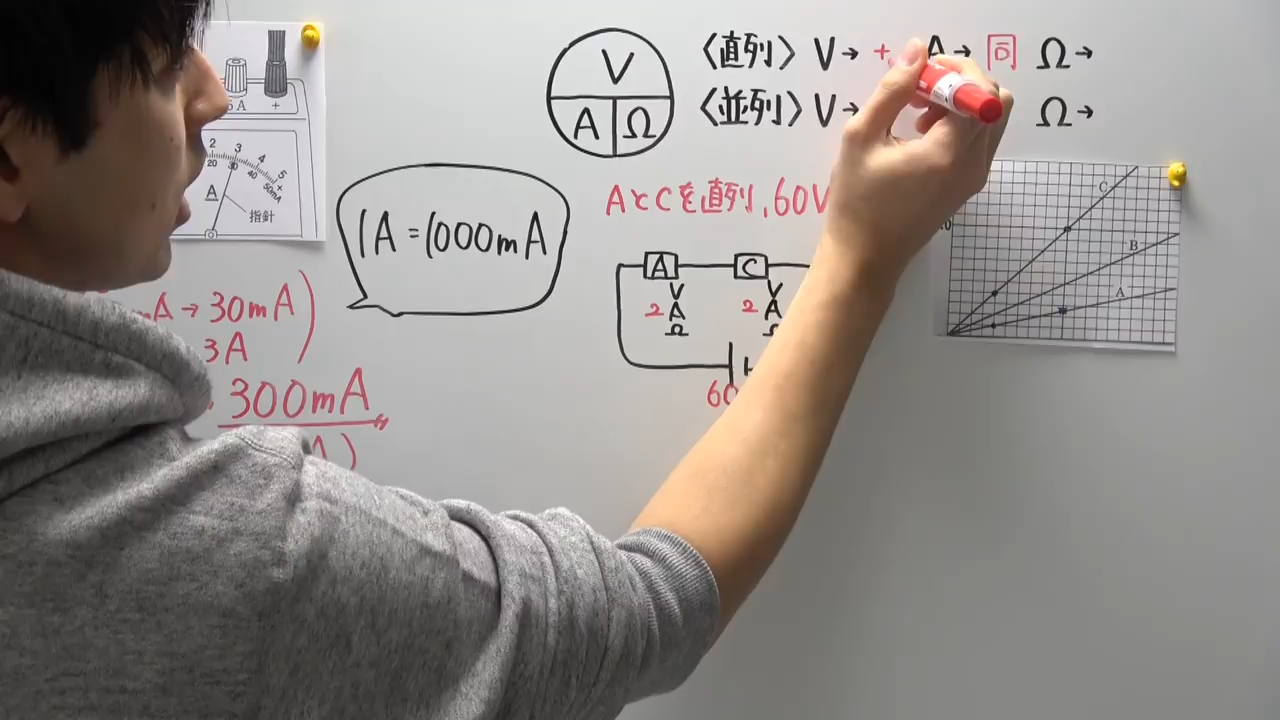 5A +
2 3 4 5
20 30 40 50mA
A
指針
mA→30mA
3A
300mA
A)
1A=1000mA
V
A Ω
〈直列〉 V→ + A→ 同 Ω→
〈並列〉 V→ Ω→
AとCを直列,60V
A C
V V
2 A 2 A
Ω Ω
60
C
B
A